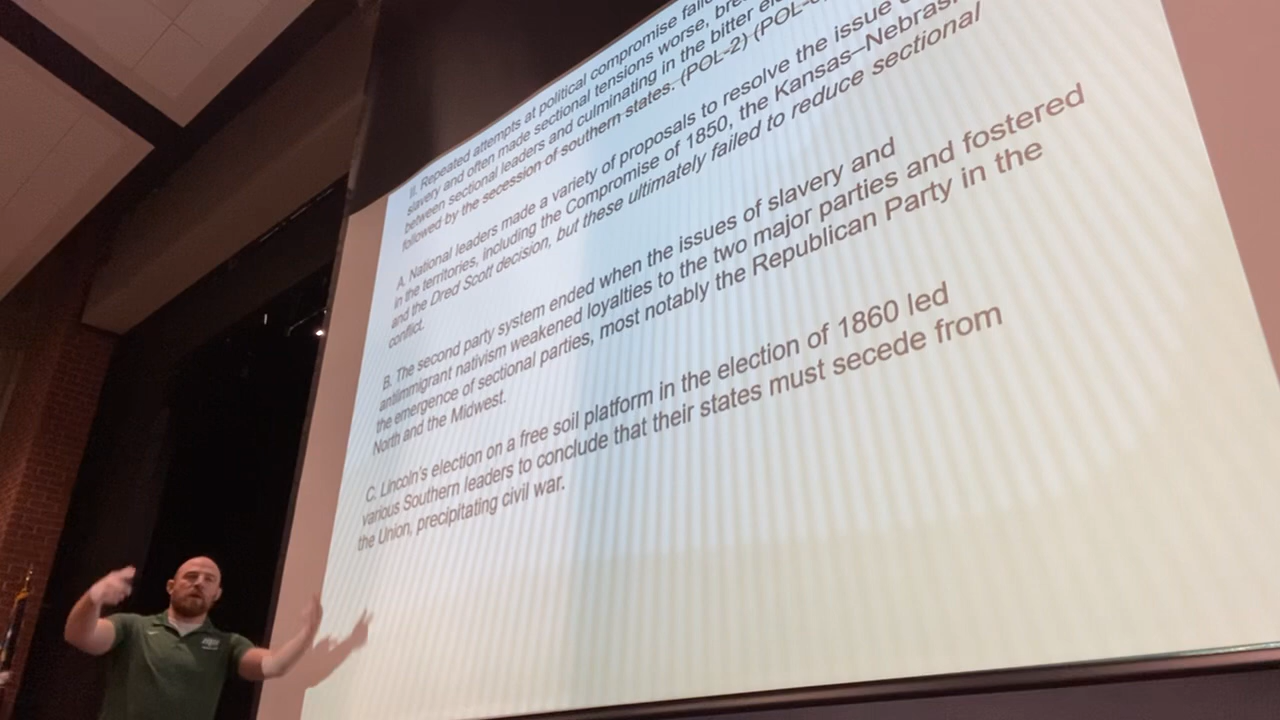 II. Repeated attempts at political compromise
slavery and often made sectional tensions worse,
between sectional leaders and culminating in the bitter
followed by the secession of southern states. (POL-2)
A. National leaders made a variety of proposals to resolve the issue
in the territories, including the Compromise of 1850, the Kansas–Nebras
and the Dred Scott decision, but these ultimately failed to reduce sectional
conflict.
B. The second party system ended when the issues of slavery and
antiimmigrant nativism weakened loyalties to the two major parties and fostered
the emergence of sectional parties, most notably the Republican Party in the
North and the Midwest.
C. Lincoln's election on a free soil platform in the election of 1860 led
various Southern leaders to conclude that their states must secede from
the Union, precipitating civil war.